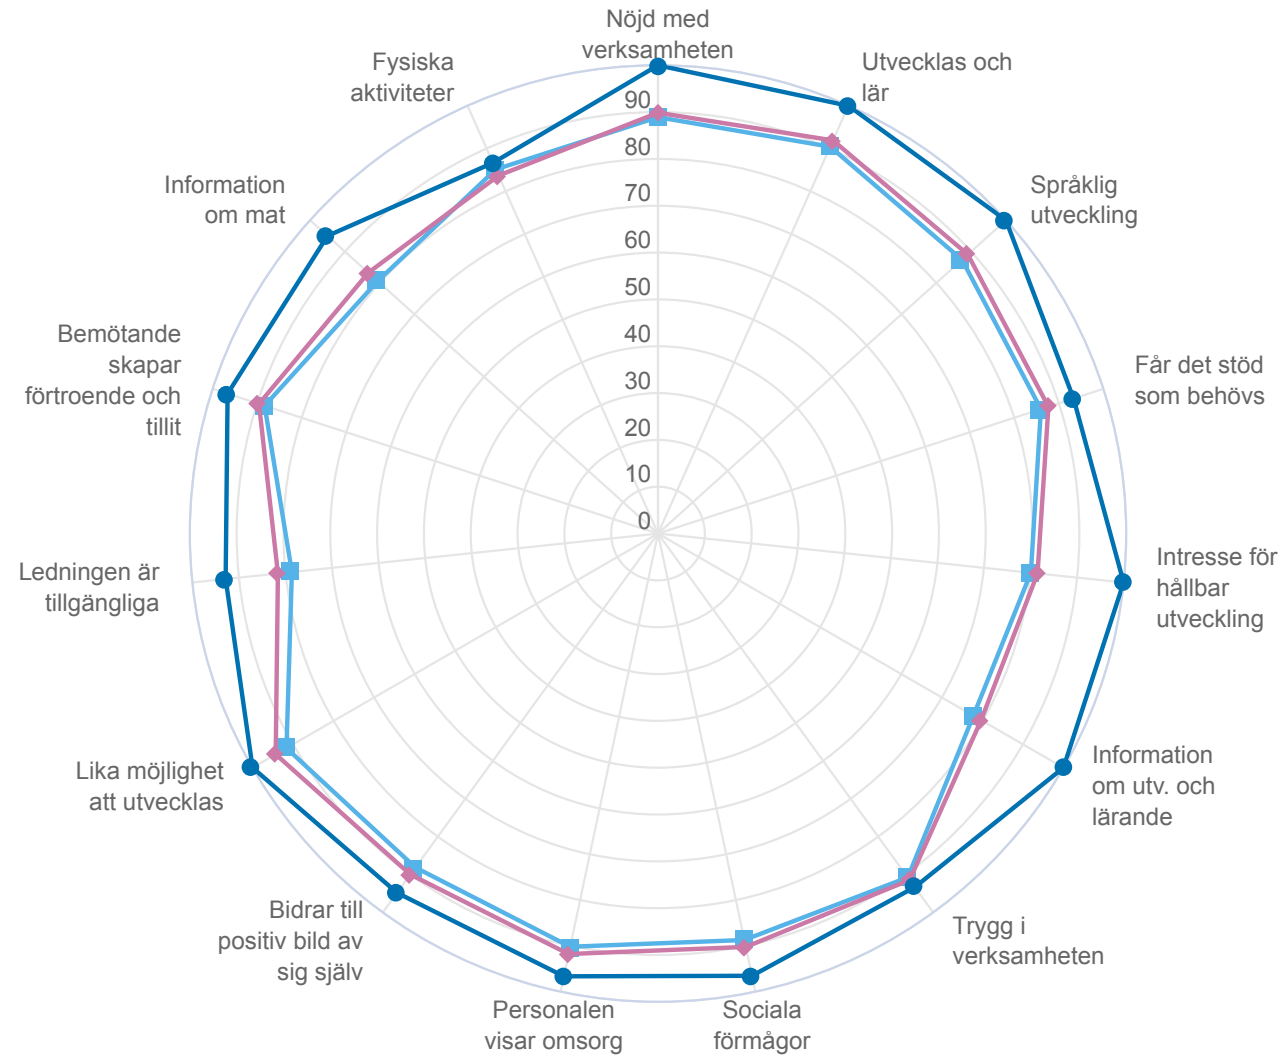 Nöjd med
verksamheten
Utvecklas och
lär
Språklig
utveckling
Får det stöd
som behövs
Intresse för
hållbar
utveckling
Information
om utv. och
lärande
Trygg i
verksamheten
Sociala
förmågor
Personalen
visar omsorg
Bidrar till
positiv bild av
sig själv
Lika möjlighet
att utvecklas
Ledningen är
tillgängliga
Bemötande
skapar
förtroende och
tillit
Information
om mat
Fysiska
aktiviteter
90
80
70
60
50
40
30
20
10
0